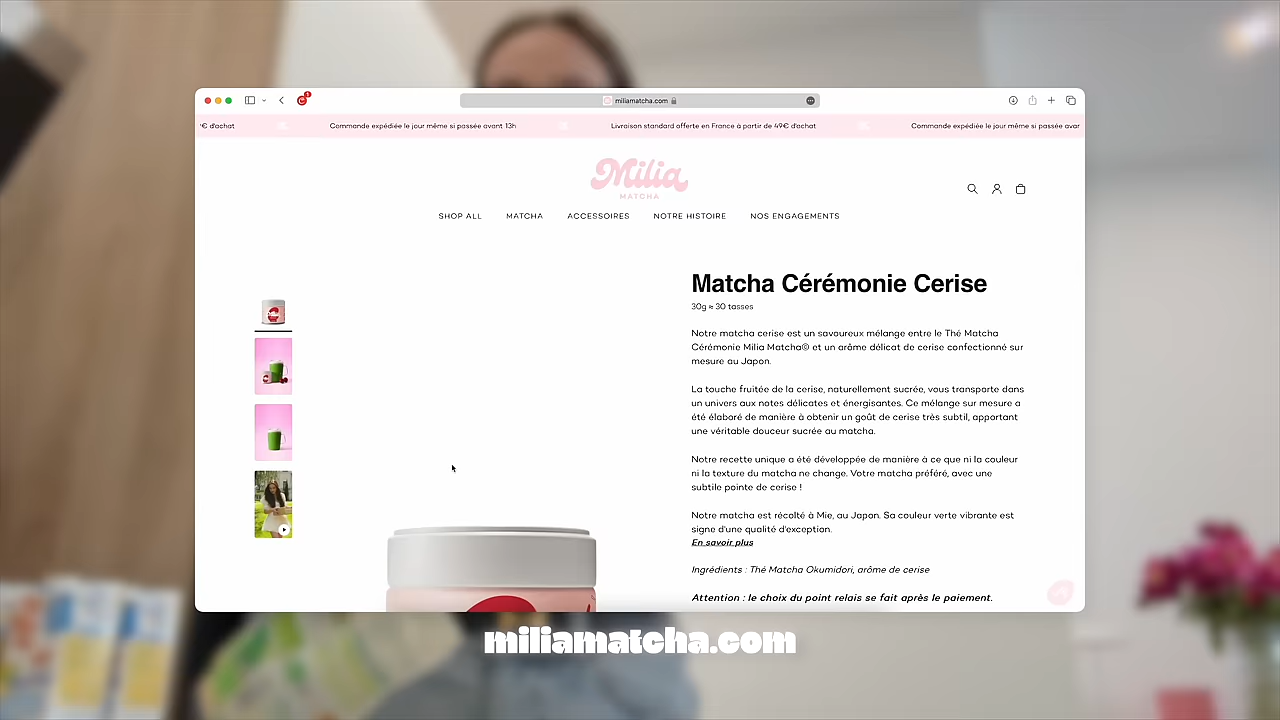 miliamatcha.com
€ d'achat
Commande expédiée le jour même si passée avant 13h
Livraison standard offerte en France à partir de 49€ d'achat
Commande expédiée le jour même si passée avar
Milia
MATCHA
SHOP ALL
MATCHA
ACCESSOIRES
NOTRE HISTOIRE
NOS ENGAGEMENTS
Matcha Cérémonie Cerise
30g ≈ 30 tasses
Notre matcha cerise est un savoureux mélange entre le Thé Matcha
Cérémonie Milia Matcha© et un arôme délicat de cerise confectionné sur
mesure au Japon.
La touche fruitée de la cerise, naturellement sucrée, vous transporte dans
un univers aux notes délicates et énergisantes. Ce mélange sur mesure a
été élaboré de manière à obtenir un goût de cerise très subtil, apportant
une véritable douceur sucrée au matcha.
Notre recette unique a été développée de manière à ce que ni la couleur
ni la texture du matcha ne change. Votre matcha préféré, avec une
subtile pointe de cerise !
Notre matcha est récolté à Mie, au Japon. Sa couleur verte vibrante est
signe d'une qualité d'exception.
En savoir plus
Ingrédients : Thé Matcha Okumidori, arôme de cerise
Attention : le choix du point relais se fait après le paiement.
miliamatcha.com